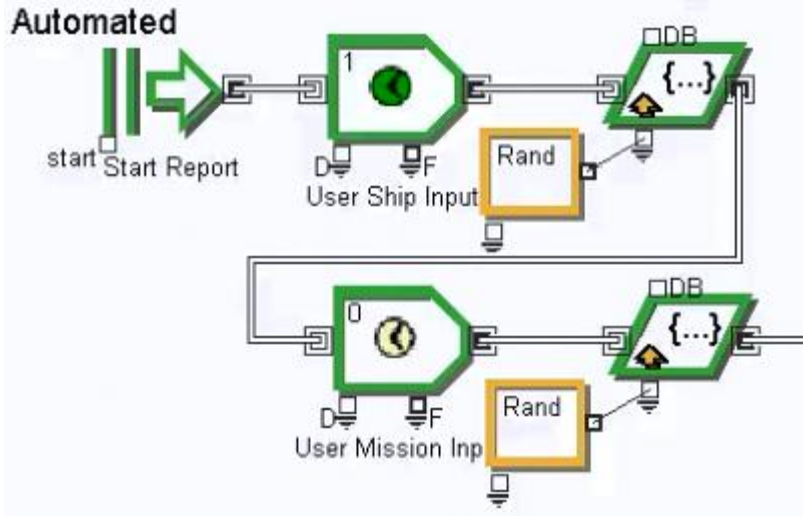 Automated
DB
1
{...}
start
Start Report
Rand
D
F
User Ship Input
DB
0
{...}
Rand
D
F
User Mission Inp